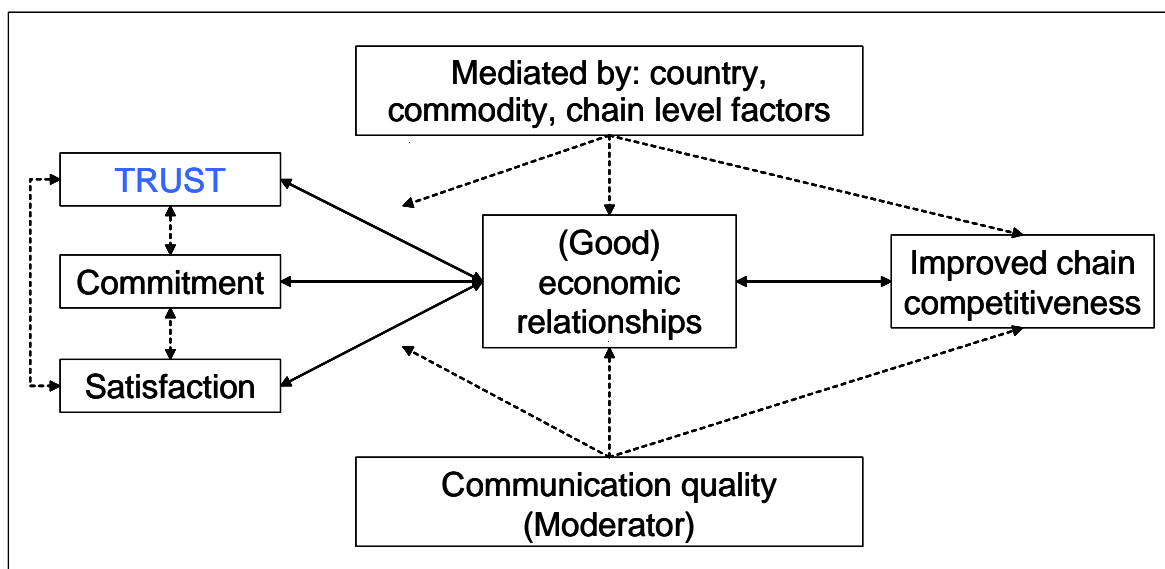 Mediated by: country,
commodity, chain level factors
TRUST
Commitment
Satisfaction
(Good)
economic
relationships
Improved chain
competitiveness
Communication quality
(Moderator)